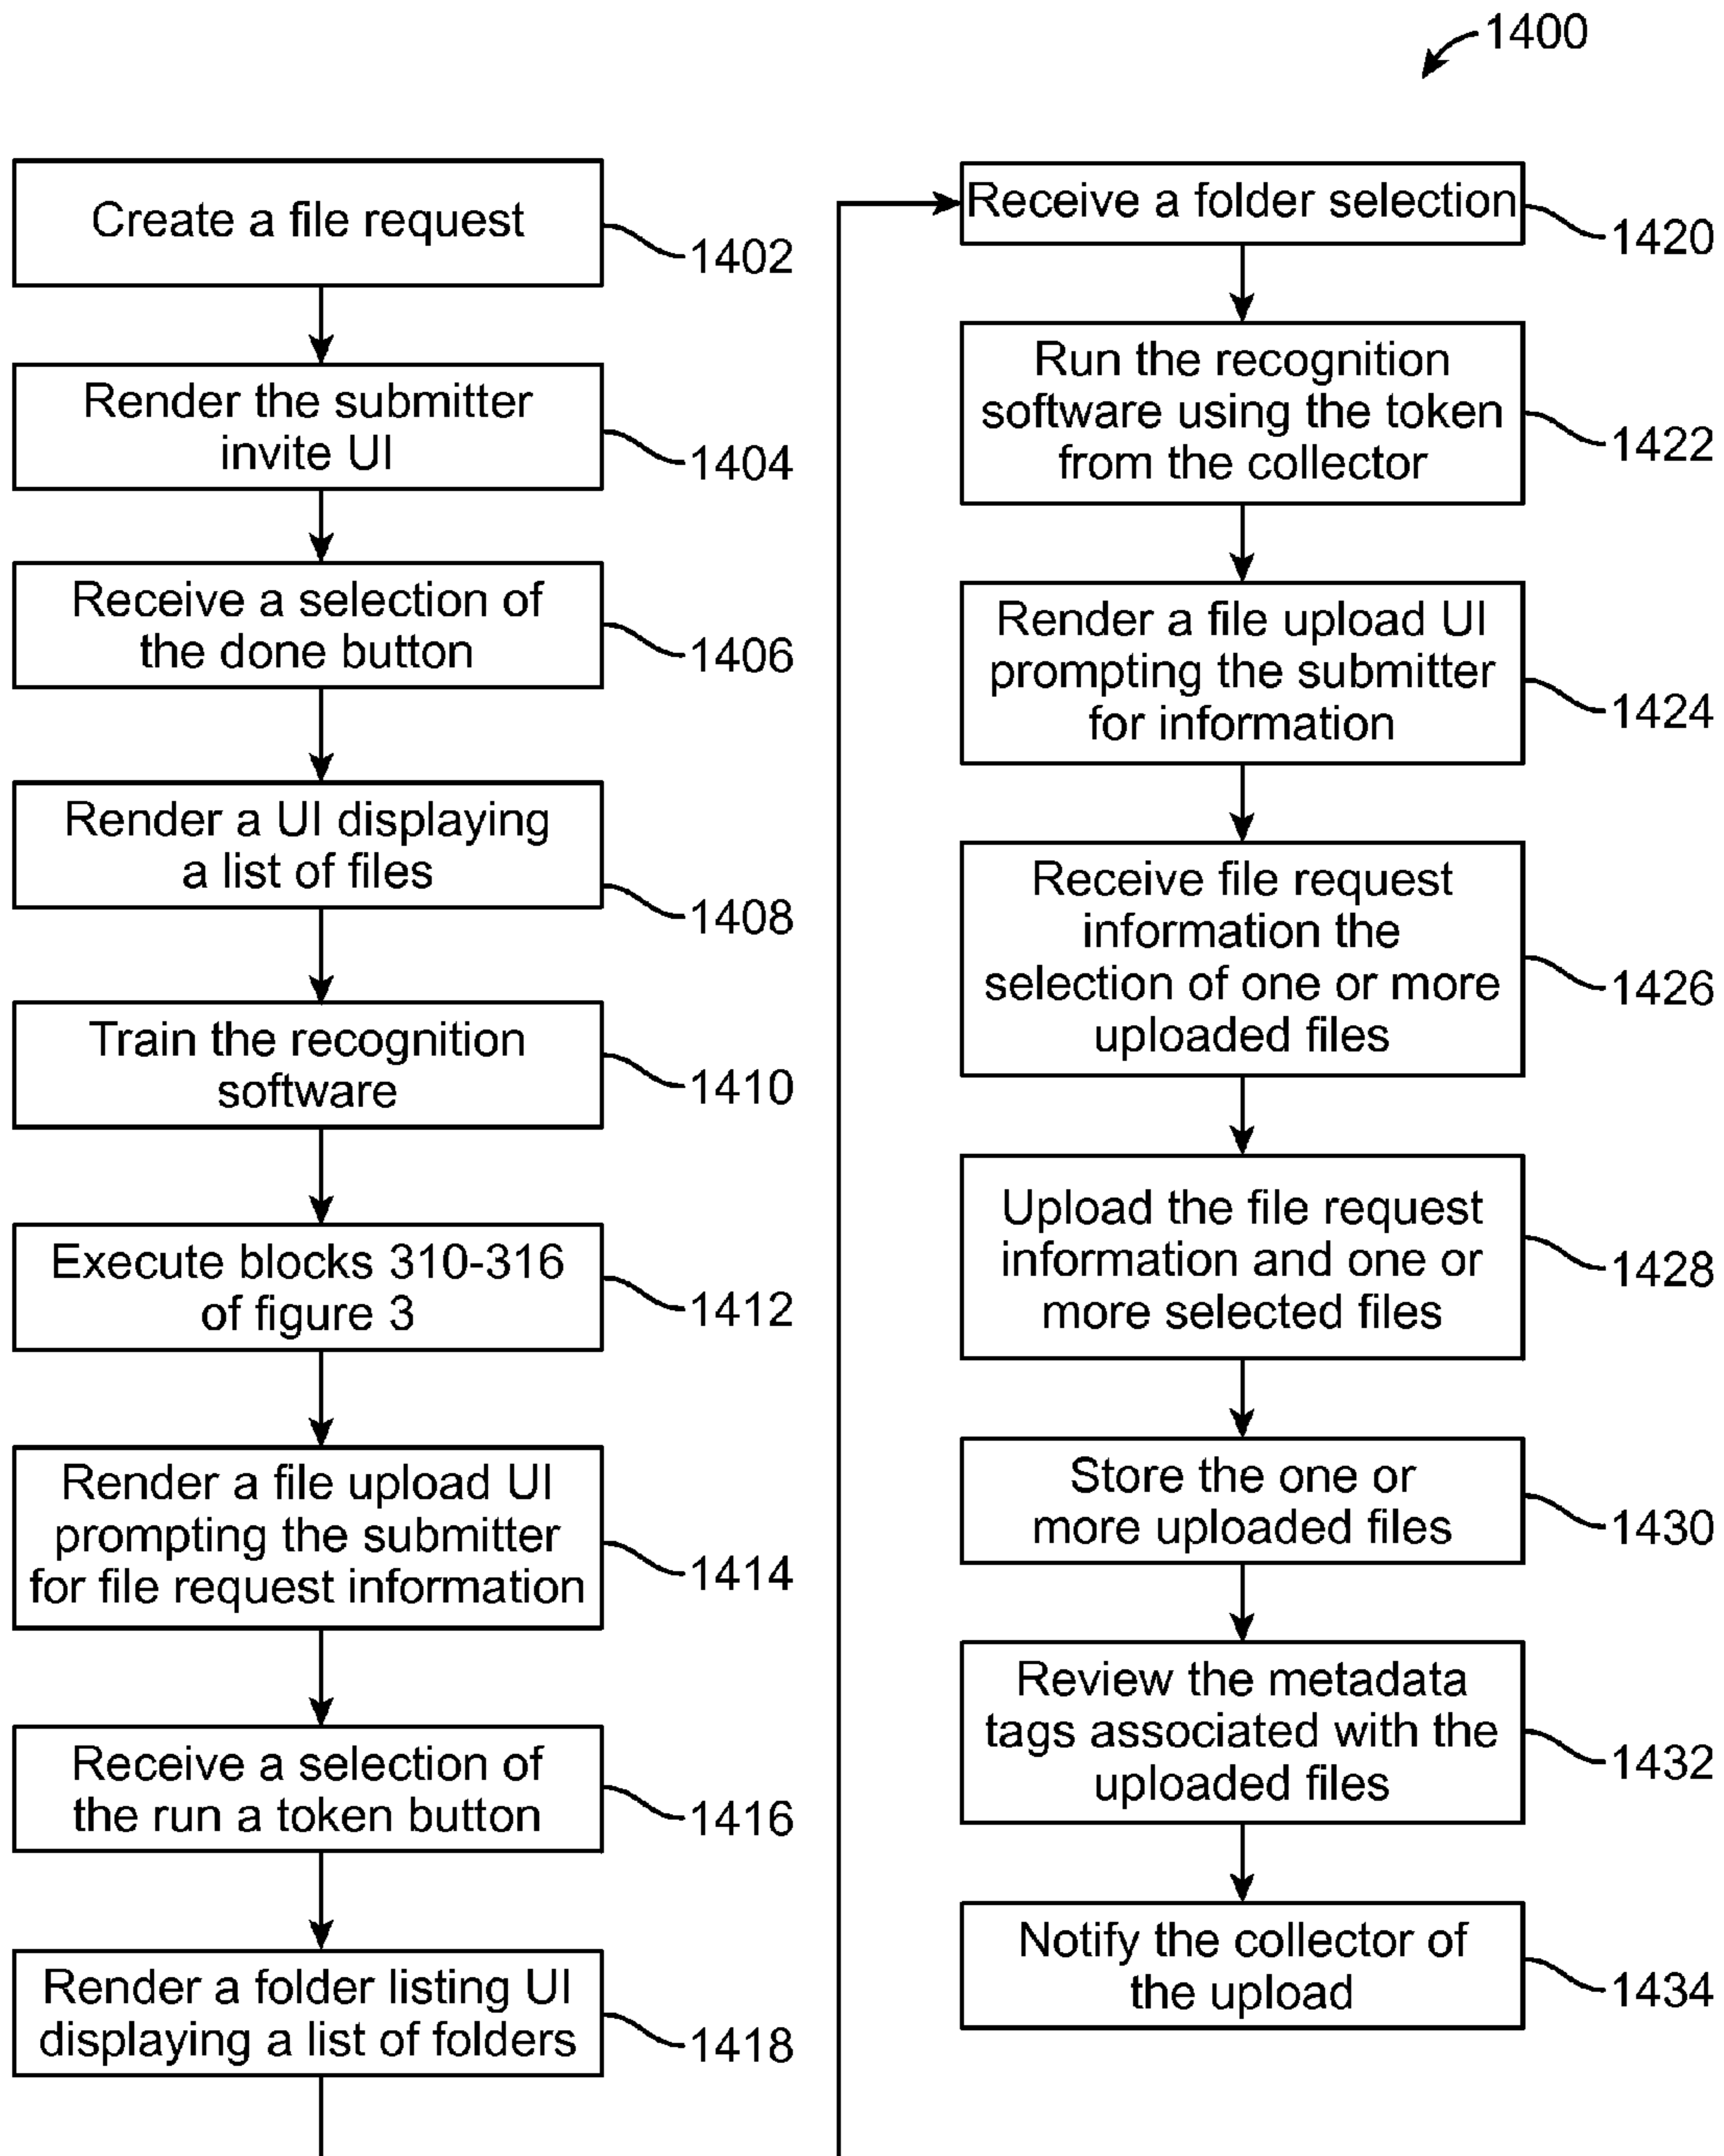 1400
Create a file request
1402
Render the submitter
invite UI
1404
Receive a selection of
the done button
1406
Render a UI displaying
a list of files
1408
Train the recognition
software
1410
Execute blocks 310-316
of figure 3
1412
Render a file upload UI
prompting the submitter
for file request information
1414
Receive a selection of
the run a token button
1416
Render a folder listing UI
displaying a list of folders
1418
Receive a folder selection
1420
Run the recognition
software using the token
from the collector
1422
Render a file upload UI
prompting the submitter
for information
1424
Receive file request
information the
selection of one or more
uploaded files
1426
Upload the file request
information and one or
more selected files
1428
Store the one or
more uploaded files
1430
Review the metadata
tags associated with the
uploaded files
1432
Notify the collector of
the upload
1434